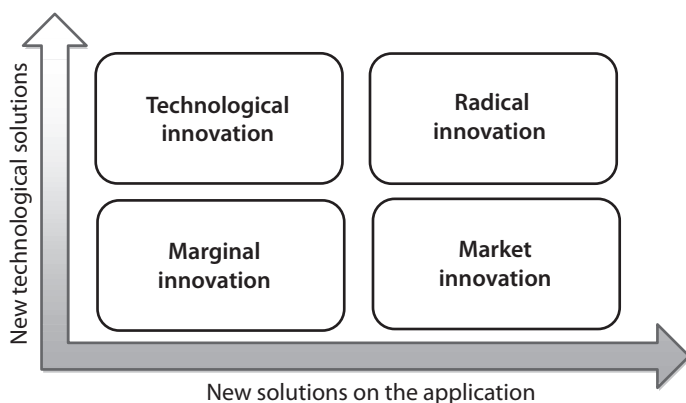 New technological solutions
Technological
innovation
Radical
innovation
Marginal
innovation
Market
innovation
New solutions on the application